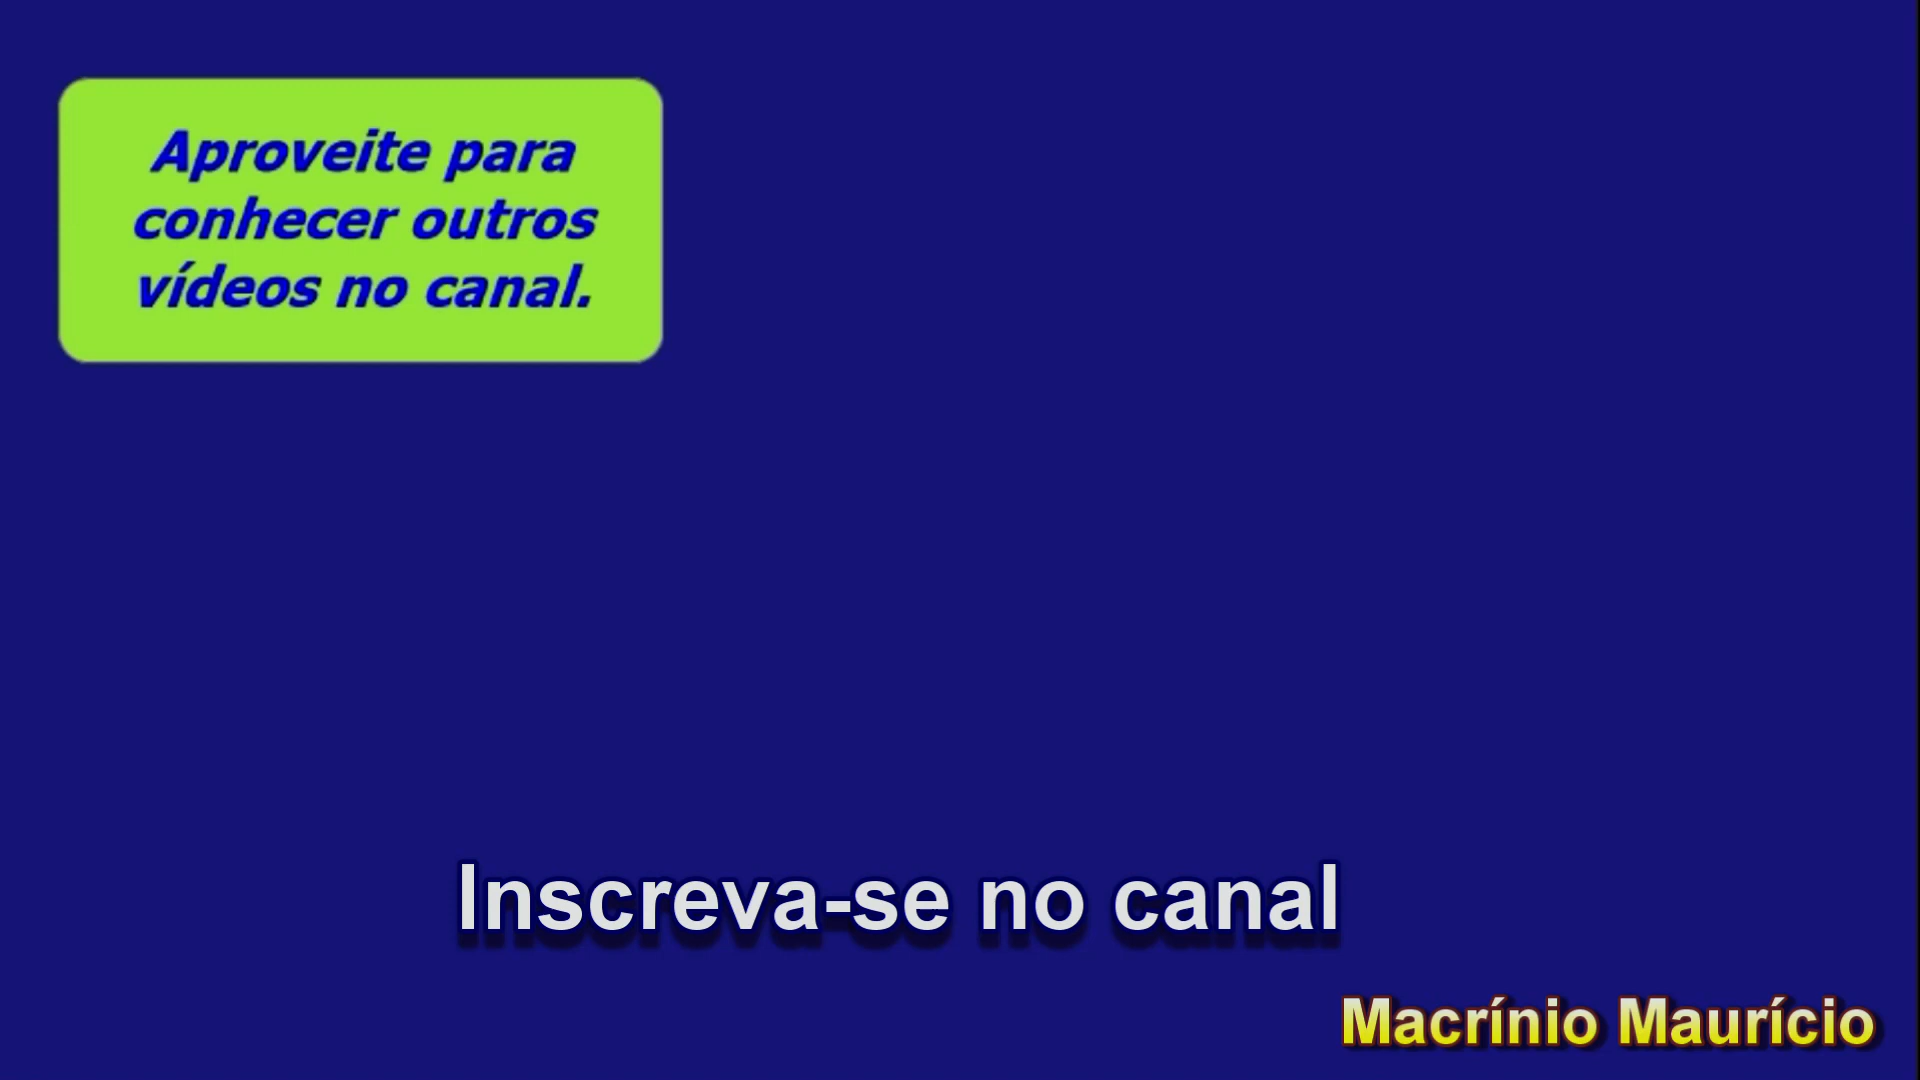 Aproveite para
conhecer outros
vídeos no canal.
Inscreva-se no canal
Macrínio Maurício